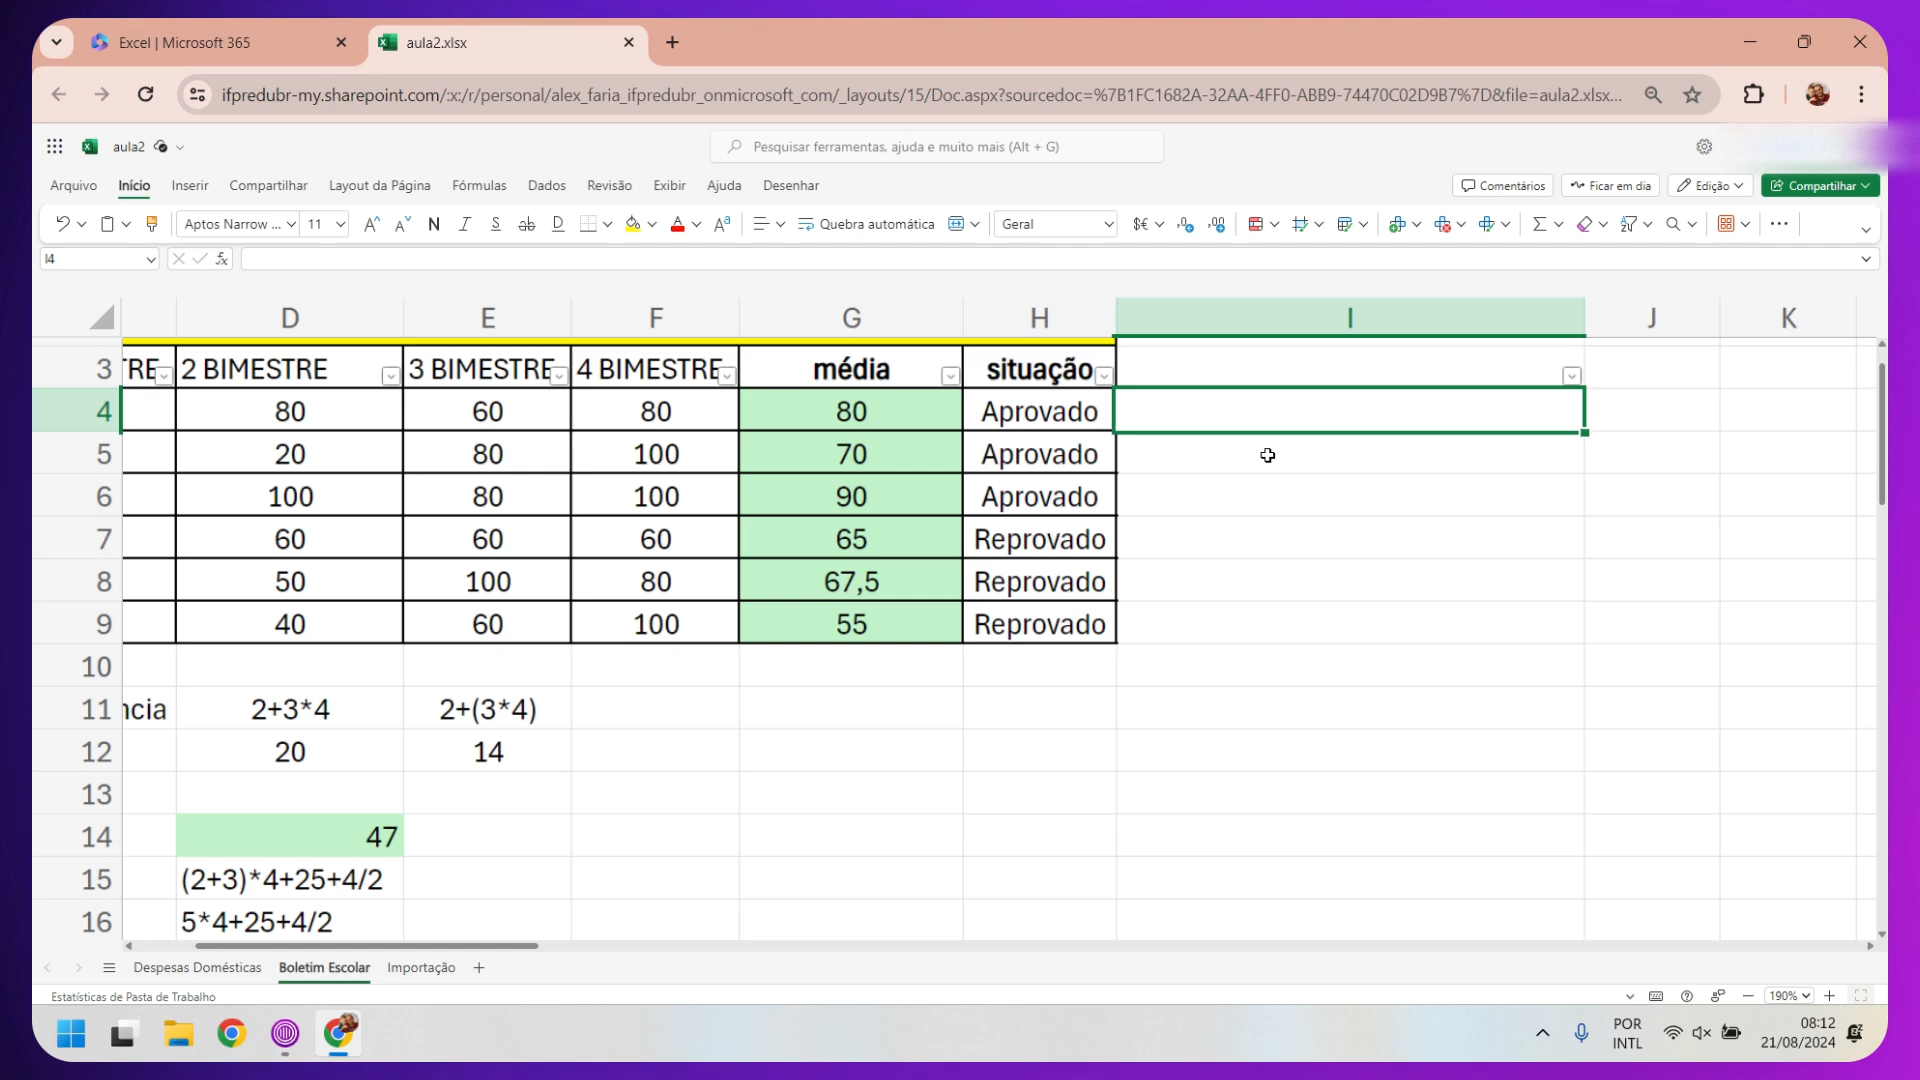 Excel | Microsoft 365
aula2.xlsx
ifpredubr-my.sharepoint.com/:x:/r/personal/alex_faria_ifpredubr_onmicrosoft_com/_layouts/15/Doc.aspx?sourcedoc=%7B1FC1682A-32AA-4FF0-ABB9-74470C02D9B7%7D&file=aula2.xlsx...
aula2
Pesquisar ferramentas, ajuda e muito mais (Alt + G)
Arquivo Início Inserir Compartilhar Layout da Página Fórmulas Dados Revisão Exibir Ajuda Desenhar
Comentários Ficar em dia Edição Compartilhar
Aptos Narrow ... 11 N I S ab D A Quebra automática Geral
I4 fx
D E F G H I J K
3 TRE 2 BIMESTRE 3 BIMESTRE 4 BIMESTRE média situação
4 80 60 80 80 Aprovado
5 20 80 100 70 Aprovado
6 100 80 100 90 Aprovado
7 60 60 60 65 Reprovado
8 50 100 80 67,5 Reprovado
9 40 60 100 55 Reprovado
10
11 ncia 2+3*4 2+(3*4)
12 20 14
13
14 47
15 (2+3)*4+25+4/2
16 5*4+25+4/2
Despesas Domésticas Boletim Escolar Importação
Estatísticas de Pasta de Trabalho
190%
POR
INTL
08:12
21/08/2024